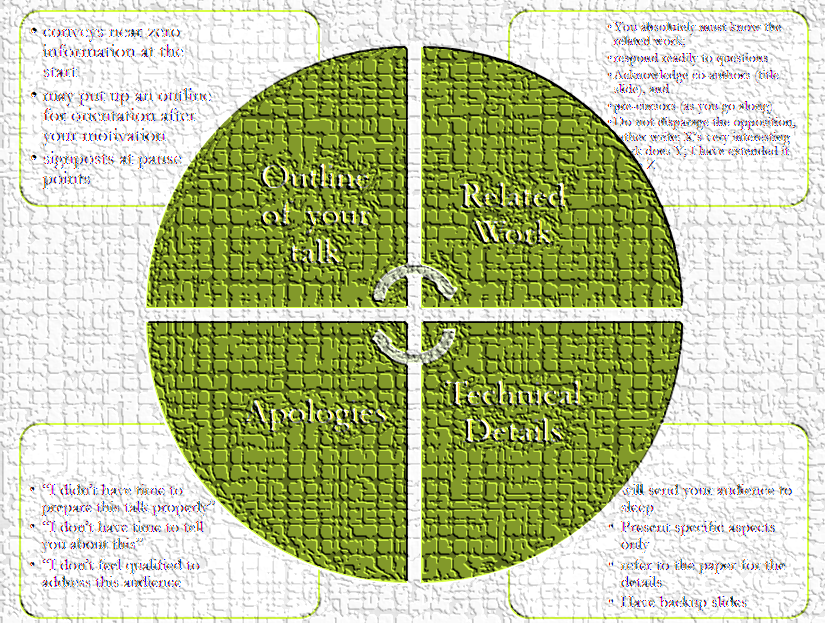 • conveys near zero
information at the
start
• may put up an outline
for orientation after
your motivation
• signposts at pause
points
Outline
of your
talk
• You absolutely must know the
related work;
• respond readily to questions
• Acknowledge co-authors (title
slide), and
• pre-cursors (as you go along)
• Do not disparage the opposition,
rather write X's very interesting
work does Y; I have extended it
X
Related
Work
Apologies
• "I didn't have time to
prepare this talk properly"
• "I don't have time to tell
you about this"
• "I don't feel qualified to
address this audience
Technical
Details
will send your audience to
sleep
• Present specific aspects
only
• refer to the paper for the
details
• Have backup slides